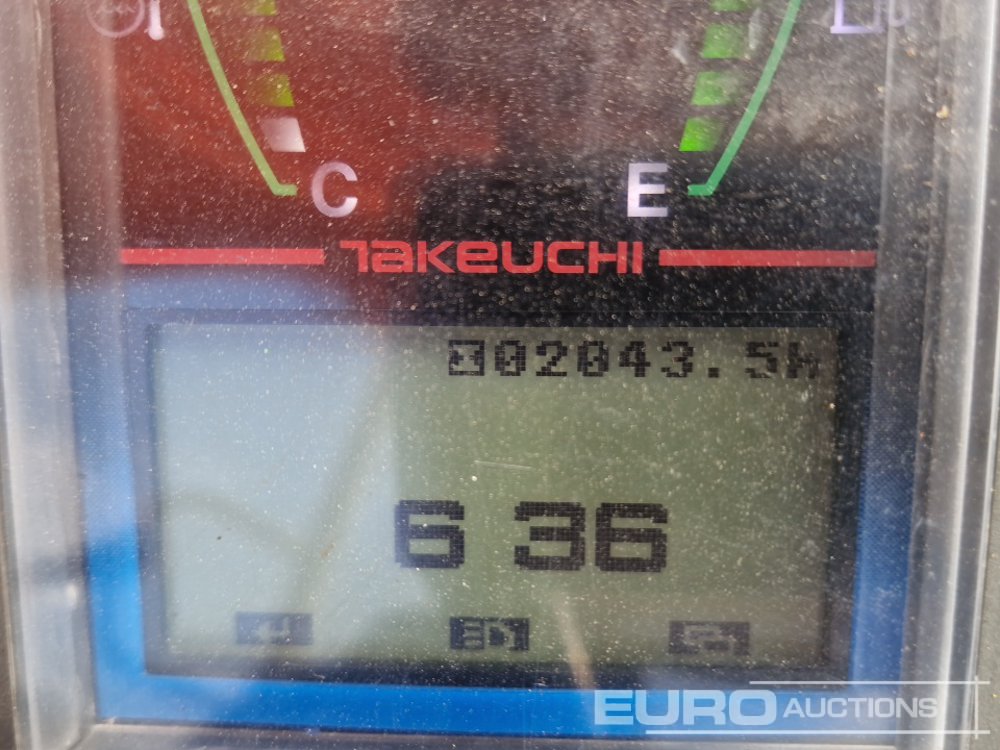 C E
TAKEUCHI
02043.5h
6 36
EURO AUCTIONS